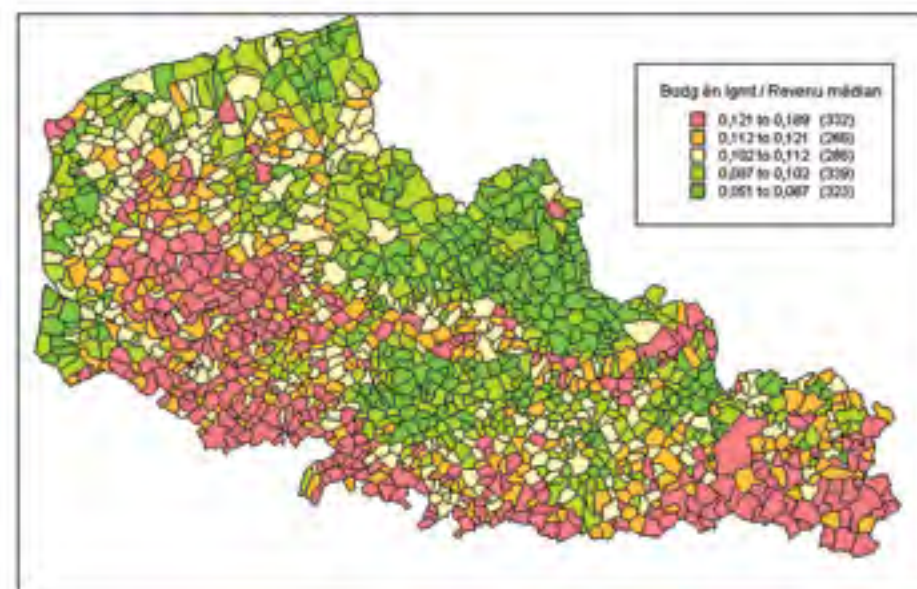 Budg én lgmt / Revenu médian
0,121 to 0,189 (332)
0,112 to 0,121 (266)
0,102 to 0,112 (286)
0,087 to 0,102 (339)
0,051 to 0,087 (323)